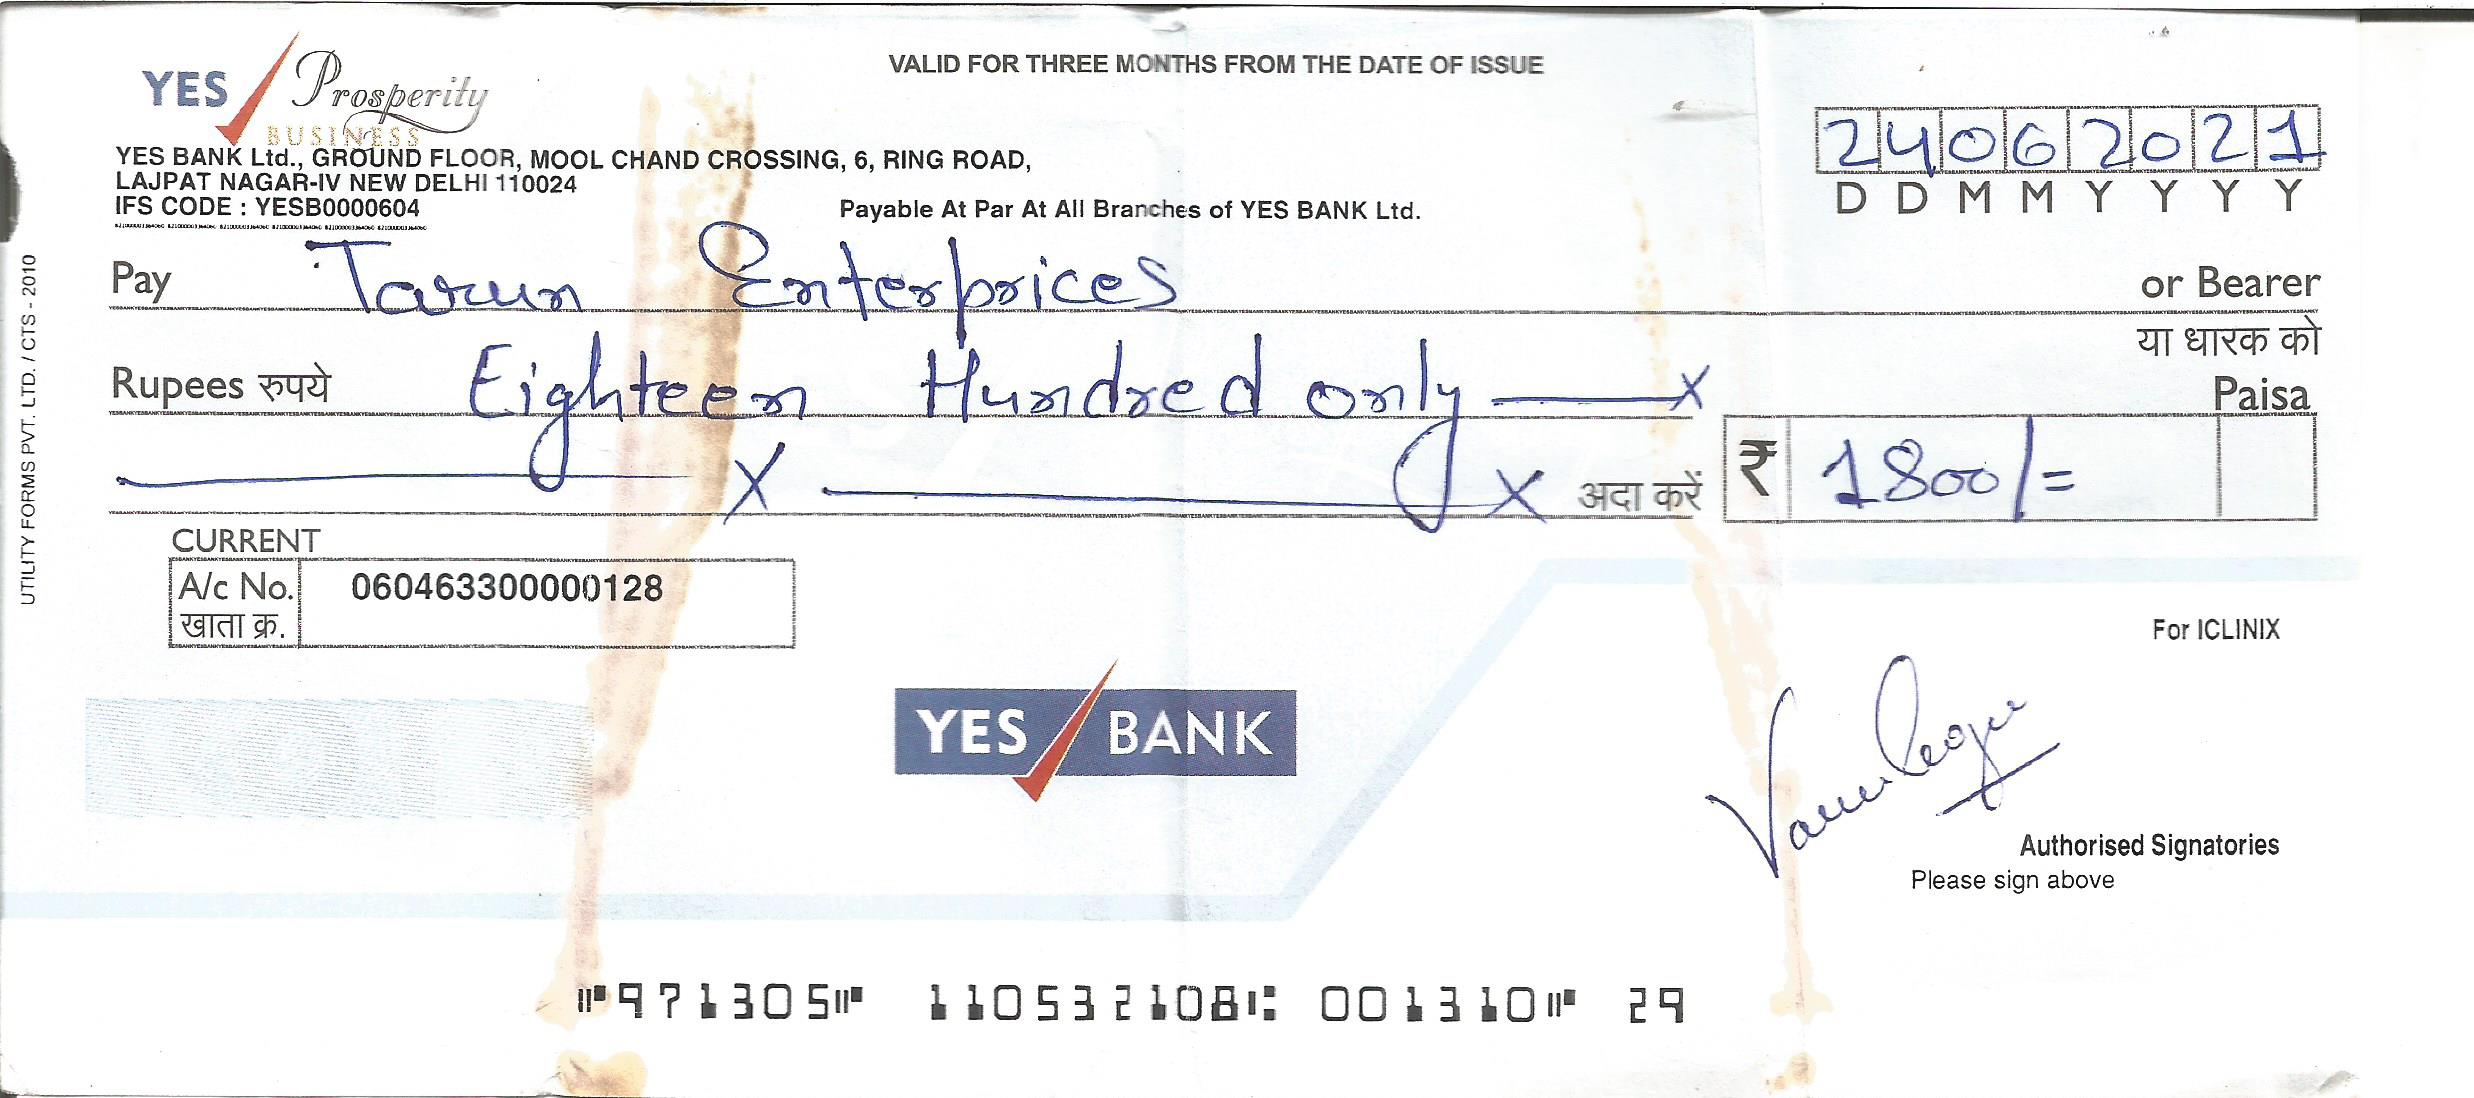 YES Prosperity
BUSINESS
VALID FOR THREE MONTHS FROM THE DATE OF ISSUE
YES BANK Ltd., GROUND FLOOR, MOOL CHAND CROSSING, 6, RING ROAD,
LAJPAT NAGAR-IV NEW DELHI 110024
IFS CODE : YESB0000604
Payable At Par At All Branches of YES BANK Ltd.
24062021
D D M M Y Y Y Y
Pay Tarun Enterprices or Bearer
या धारक को
Rupees रुपये Eighteen Hundred only X Paisa
X X अदा करें ₹ 1800/=
CURRENT
A/c No. 060463300000128
खाता क्र.
For ICLINIX
YES BANK
Authorised Signatories
Please sign above
⑈971305⑈ 110532108⑆ 001310⑈ 29
UTILITY FORMS PVT. LTD. / CTS - 2010